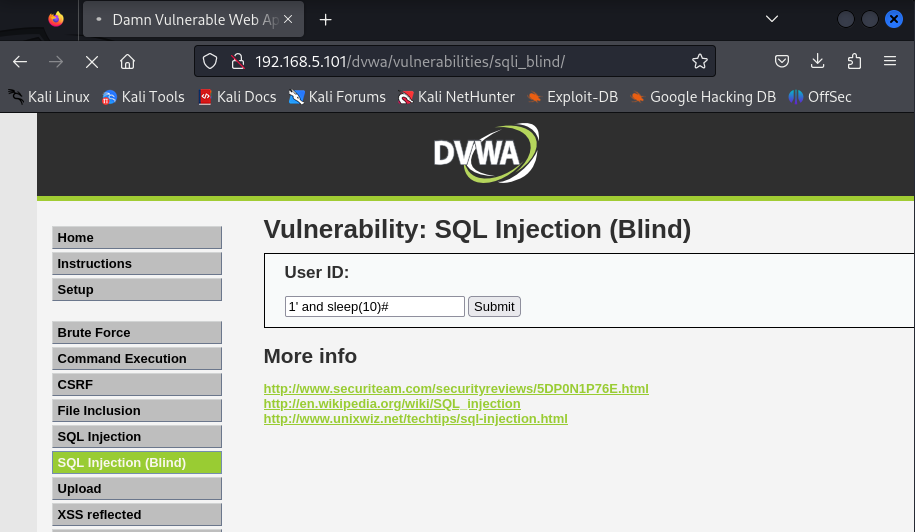 Damn Vulnerable Web Ap
192.168.5.101/dvwa/vulnerabilities/sqli_blind/
Kali Linux Kali Tools Kali Docs Kali Forums Kali NetHunter Exploit-DB Google Hacking DB OffSec
DVWA
Vulnerability: SQL Injection (Blind)
Home
Instructions
Setup
Brute Force
Command Execution
CSRF
File Inclusion
SQL Injection
SQL Injection (Blind)
Upload
XSS reflected
User ID:
1' and sleep(10)# Submit
More info
http://www.securiteam.com/securityreviews/5DP0N1P76E.html
http://en.wikipedia.org/wiki/SQL_injection
http://www.unixwiz.net/techtips/sql-injection.html